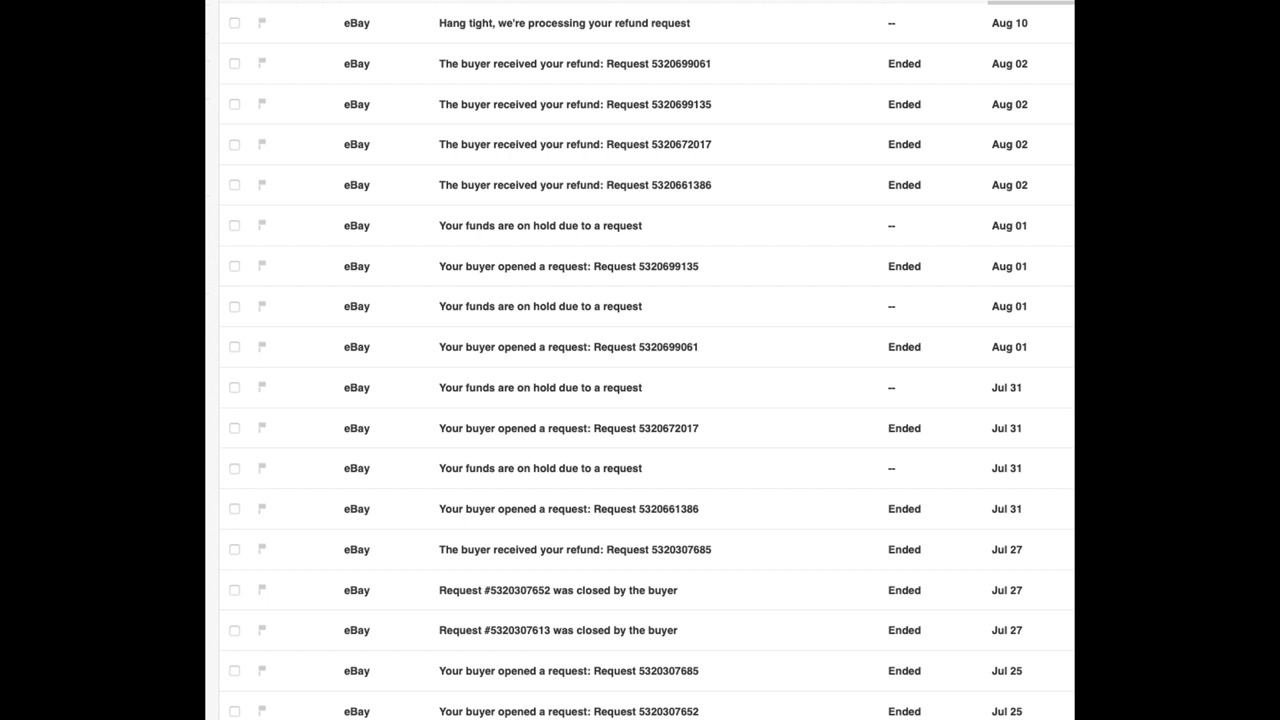 eBay Hang tight, we're processing your refund request -- Aug 10
eBay The buyer received your refund: Request 5320699061 Ended Aug 02
eBay The buyer received your refund: Request 5320699135 Ended Aug 02
eBay The buyer received your refund: Request 5320672017 Ended Aug 02
eBay The buyer received your refund: Request 5320661386 Ended Aug 02
eBay Your funds are on hold due to a request -- Aug 01
eBay Your buyer opened a request: Request 5320699135 Ended Aug 01
eBay Your funds are on hold due to a request -- Aug 01
eBay Your buyer opened a request: Request 5320699061 Ended Aug 01
eBay Your funds are on hold due to a request -- Jul 31
eBay Your buyer opened a request: Request 5320672017 Ended Jul 31
eBay Your funds are on hold due to a request -- Jul 31
eBay Your buyer opened a request: Request 5320661386 Ended Jul 31
eBay The buyer received your refund: Request 5320307685 Ended Jul 27
eBay Request #5320307652 was closed by the buyer Ended Jul 27
eBay Request #5320307613 was closed by the buyer Ended Jul 27
eBay Your buyer opened a request: Request 5320307685 Ended Jul 25
eBay Your buyer opened a request: Request 5320307652 Ended Jul 25